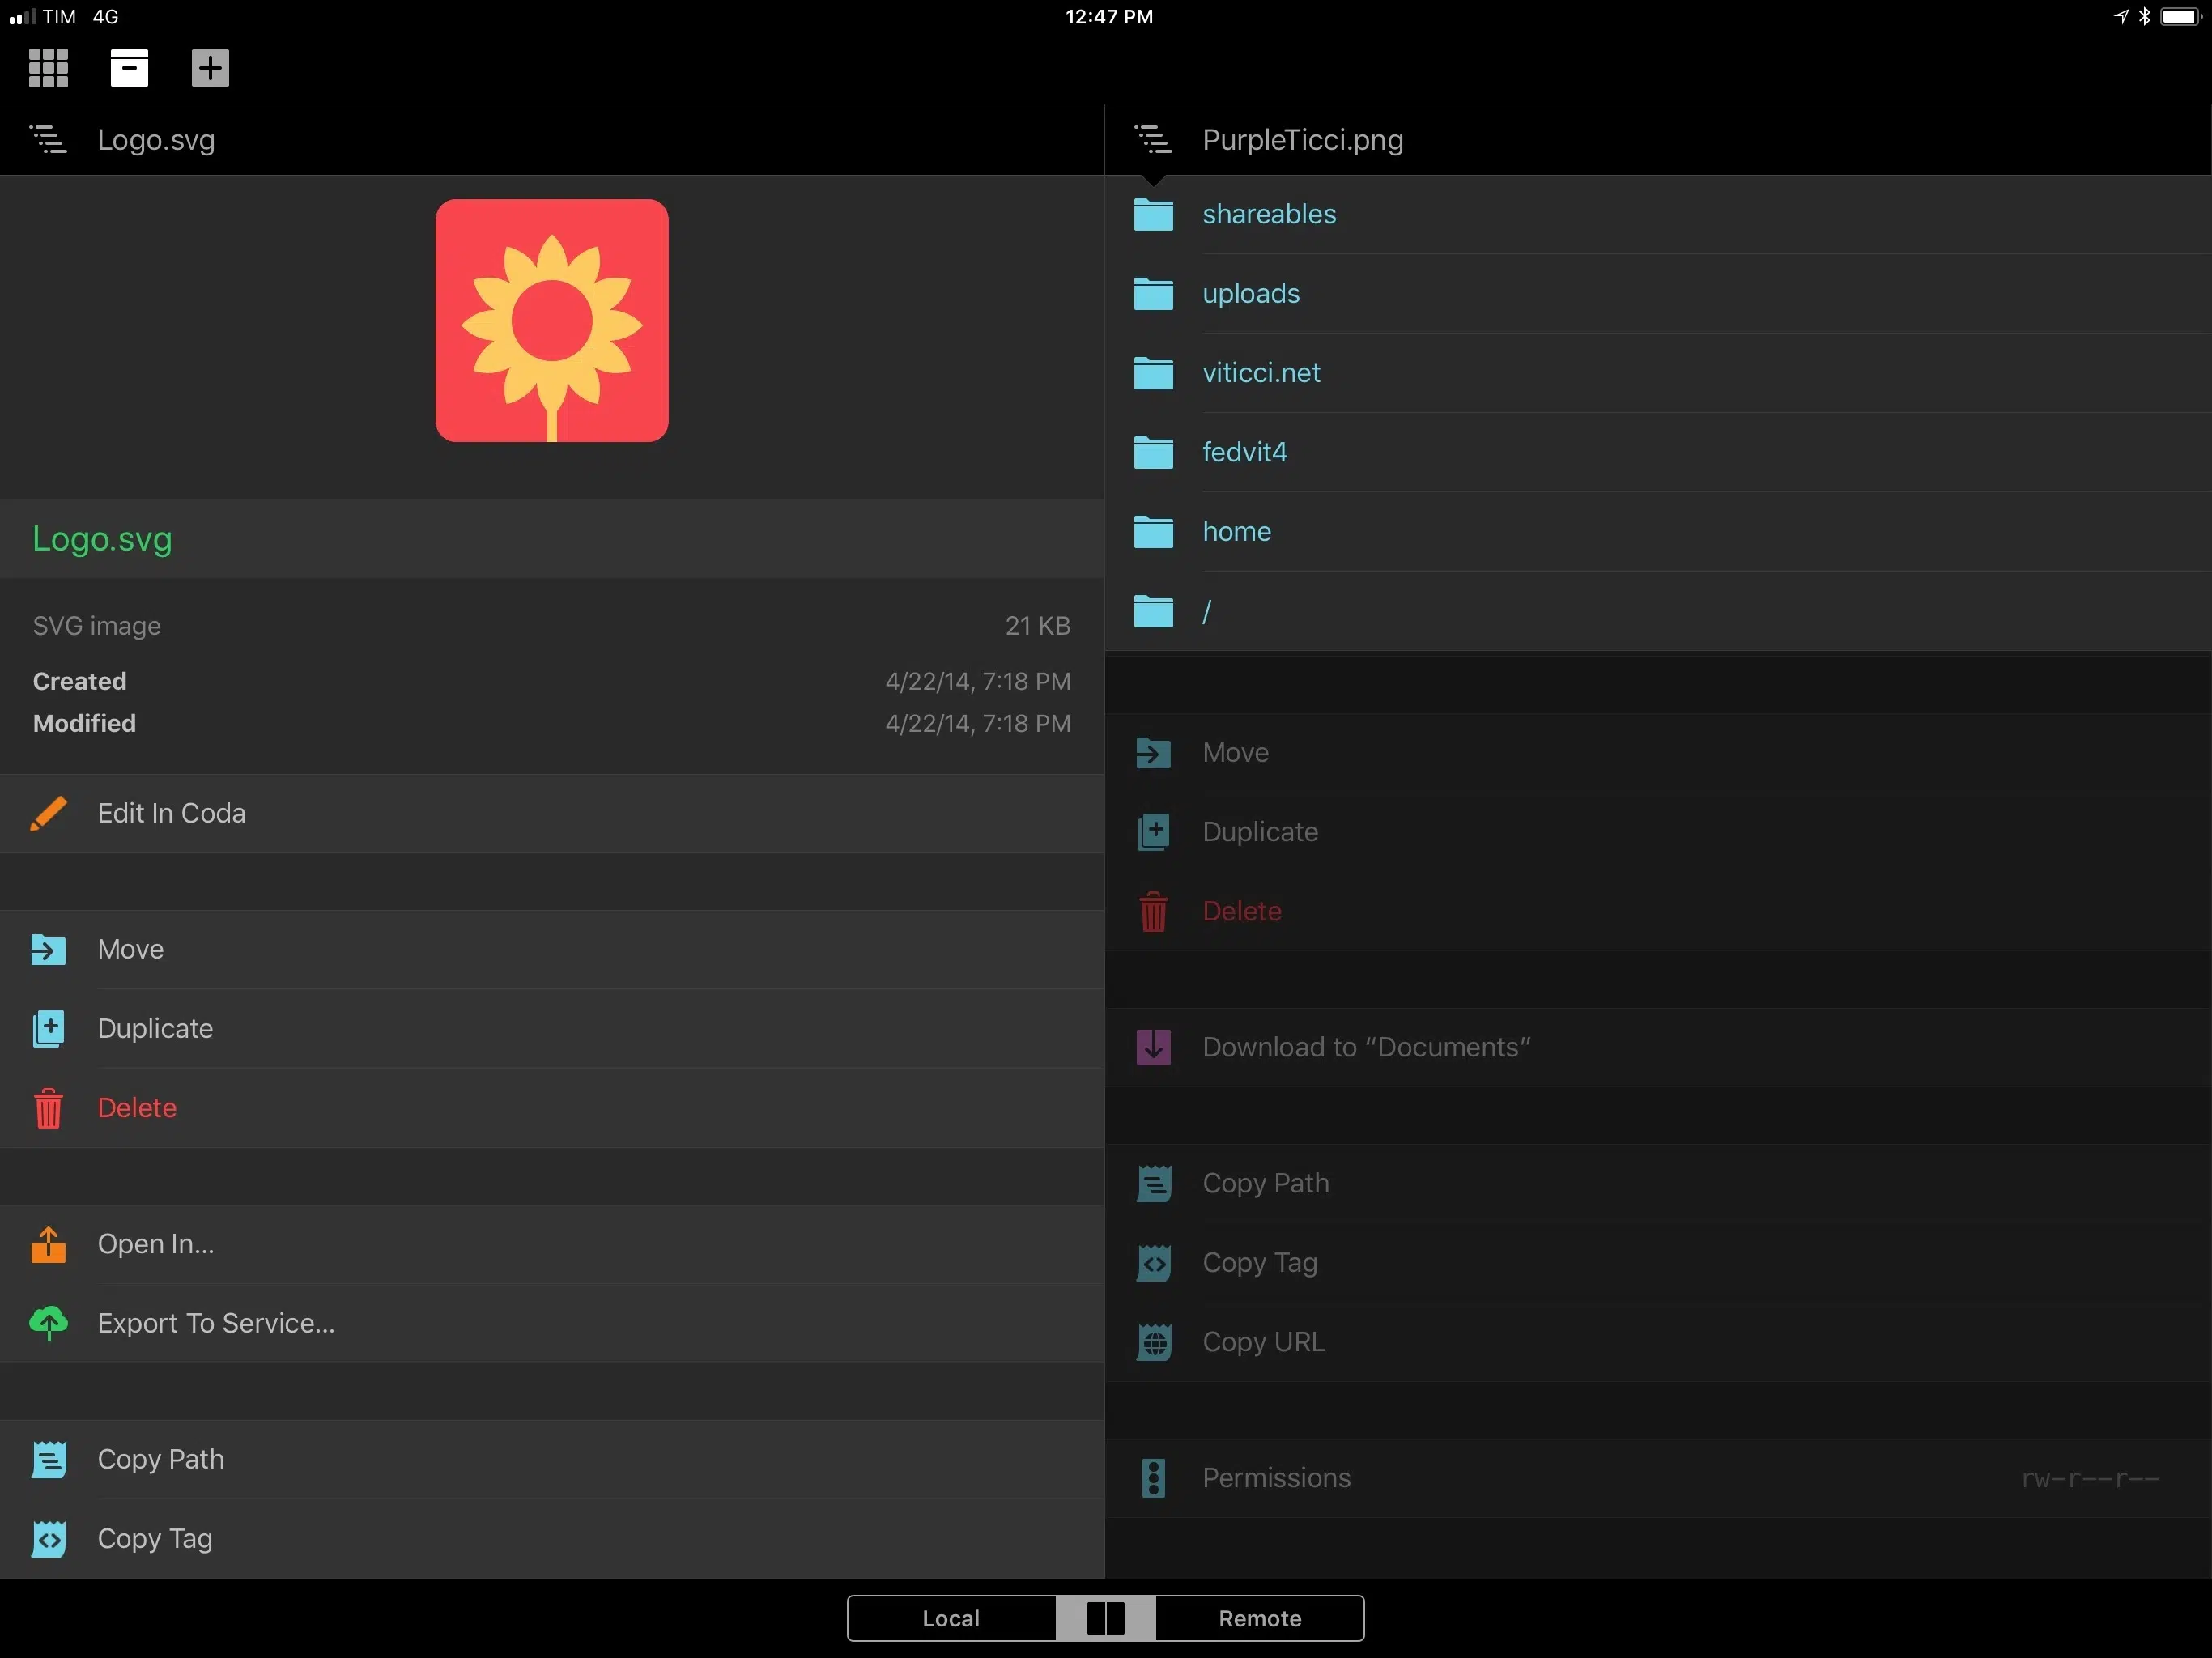 TIM 4G
12:47 PM
Logo.svg
Logo.svg
SVG image 21 KB
Created 4/22/14, 7:18 PM
Modified 4/22/14, 7:18 PM
Edit In Coda
Move
Duplicate
Delete
Open In...
Export To Service...
Copy Path
Copy Tag
PurpleTicci.png
shareables
uploads
viticci.net
fedvit4
home
/
Move
Duplicate
Delete
Download to “Documents”
Copy Path
Copy Tag
Copy URL
Permissions rw-r--r--
Local
Remote